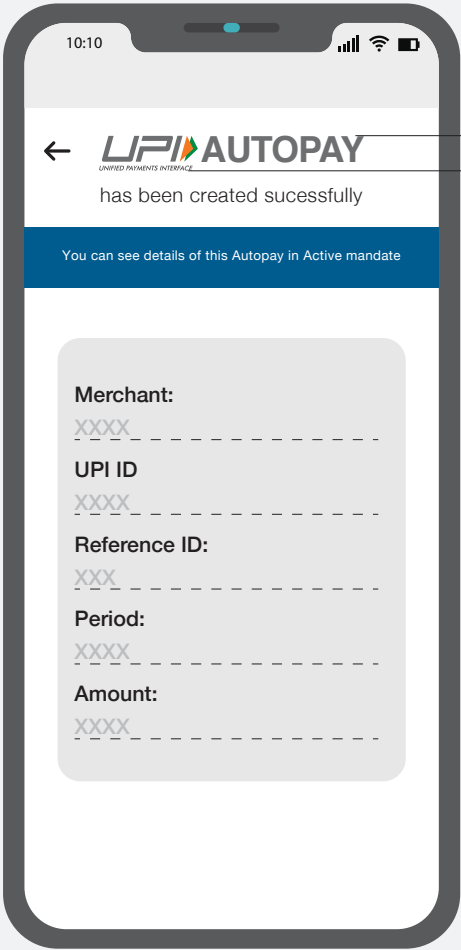 10:10
UPI AUTOPAY
UNIFIED PAYMENTS INTERFACE
has been created sucessfully
You can see details of this Autopay in Active mandate
Merchant:
XXXX
UPI ID
XXXX
Reference ID:
XXX
Period:
XXXX
Amount:
XXXX